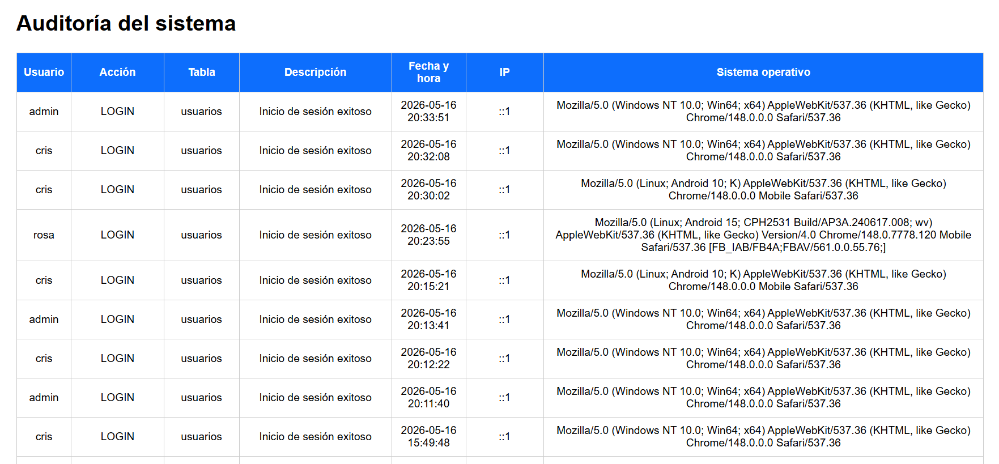 Auditoría del sistema
Usuario Acción Tabla Descripción Fecha y hora IP Sistema operativo
admin LOGIN usuarios Inicio de sesión exitoso 2026-05-16 20:33:51 ::1 Mozilla/5.0 (Windows NT 10.0; Win64; x64) AppleWebKit/537.36 (KHTML, like Gecko) Chrome/148.0.0.0 Safari/537.36
cris LOGIN usuarios Inicio de sesión exitoso 2026-05-16 20:32:08 ::1 Mozilla/5.0 (Windows NT 10.0; Win64; x64) AppleWebKit/537.36 (KHTML, like Gecko) Chrome/148.0.0.0 Safari/537.36
cris LOGIN usuarios Inicio de sesión exitoso 2026-05-16 20:30:02 ::1 Mozilla/5.0 (Linux; Android 10; K) AppleWebKit/537.36 (KHTML, like Gecko) Chrome/148.0.0.0 Mobile Safari/537.36
rosa LOGIN usuarios Inicio de sesión exitoso 2026-05-16 20:23:55 ::1 Mozilla/5.0 (Linux; Android 15; CPH2531 Build/AP3A.240617.008; wv) AppleWebKit/537.36 (KHTML, like Gecko) Version/4.0 Chrome/148.0.7778.120 Mobile Safari/537.36 [FB_IAB/FB4A;FBAV/561.0.0.55.76;]
cris LOGIN usuarios Inicio de sesión exitoso 2026-05-16 20:15:21 ::1 Mozilla/5.0 (Linux; Android 10; K) AppleWebKit/537.36 (KHTML, like Gecko) Chrome/148.0.0.0 Mobile Safari/537.36
admin LOGIN usuarios Inicio de sesión exitoso 2026-05-16 20:13:41 ::1 Mozilla/5.0 (Windows NT 10.0; Win64; x64) AppleWebKit/537.36 (KHTML, like Gecko) Chrome/148.0.0.0 Safari/537.36
cris LOGIN usuarios Inicio de sesión exitoso 2026-05-16 20:12:22 ::1 Mozilla/5.0 (Windows NT 10.0; Win64; x64) AppleWebKit/537.36 (KHTML, like Gecko) Chrome/148.0.0.0 Safari/537.36
admin LOGIN usuarios Inicio de sesión exitoso 2026-05-16 20:11:40 ::1 Mozilla/5.0 (Windows NT 10.0; Win64; x64) AppleWebKit/537.36 (KHTML, like Gecko) Chrome/148.0.0.0 Safari/537.36
cris LOGIN usuarios Inicio de sesión exitoso 2026-05-16 15:49:48 ::1 Mozilla/5.0 (Windows NT 10.0; Win64; x64) AppleWebKit/537.36 (KHTML, like Gecko) Chrome/148.0.0.0 Safari/537.36